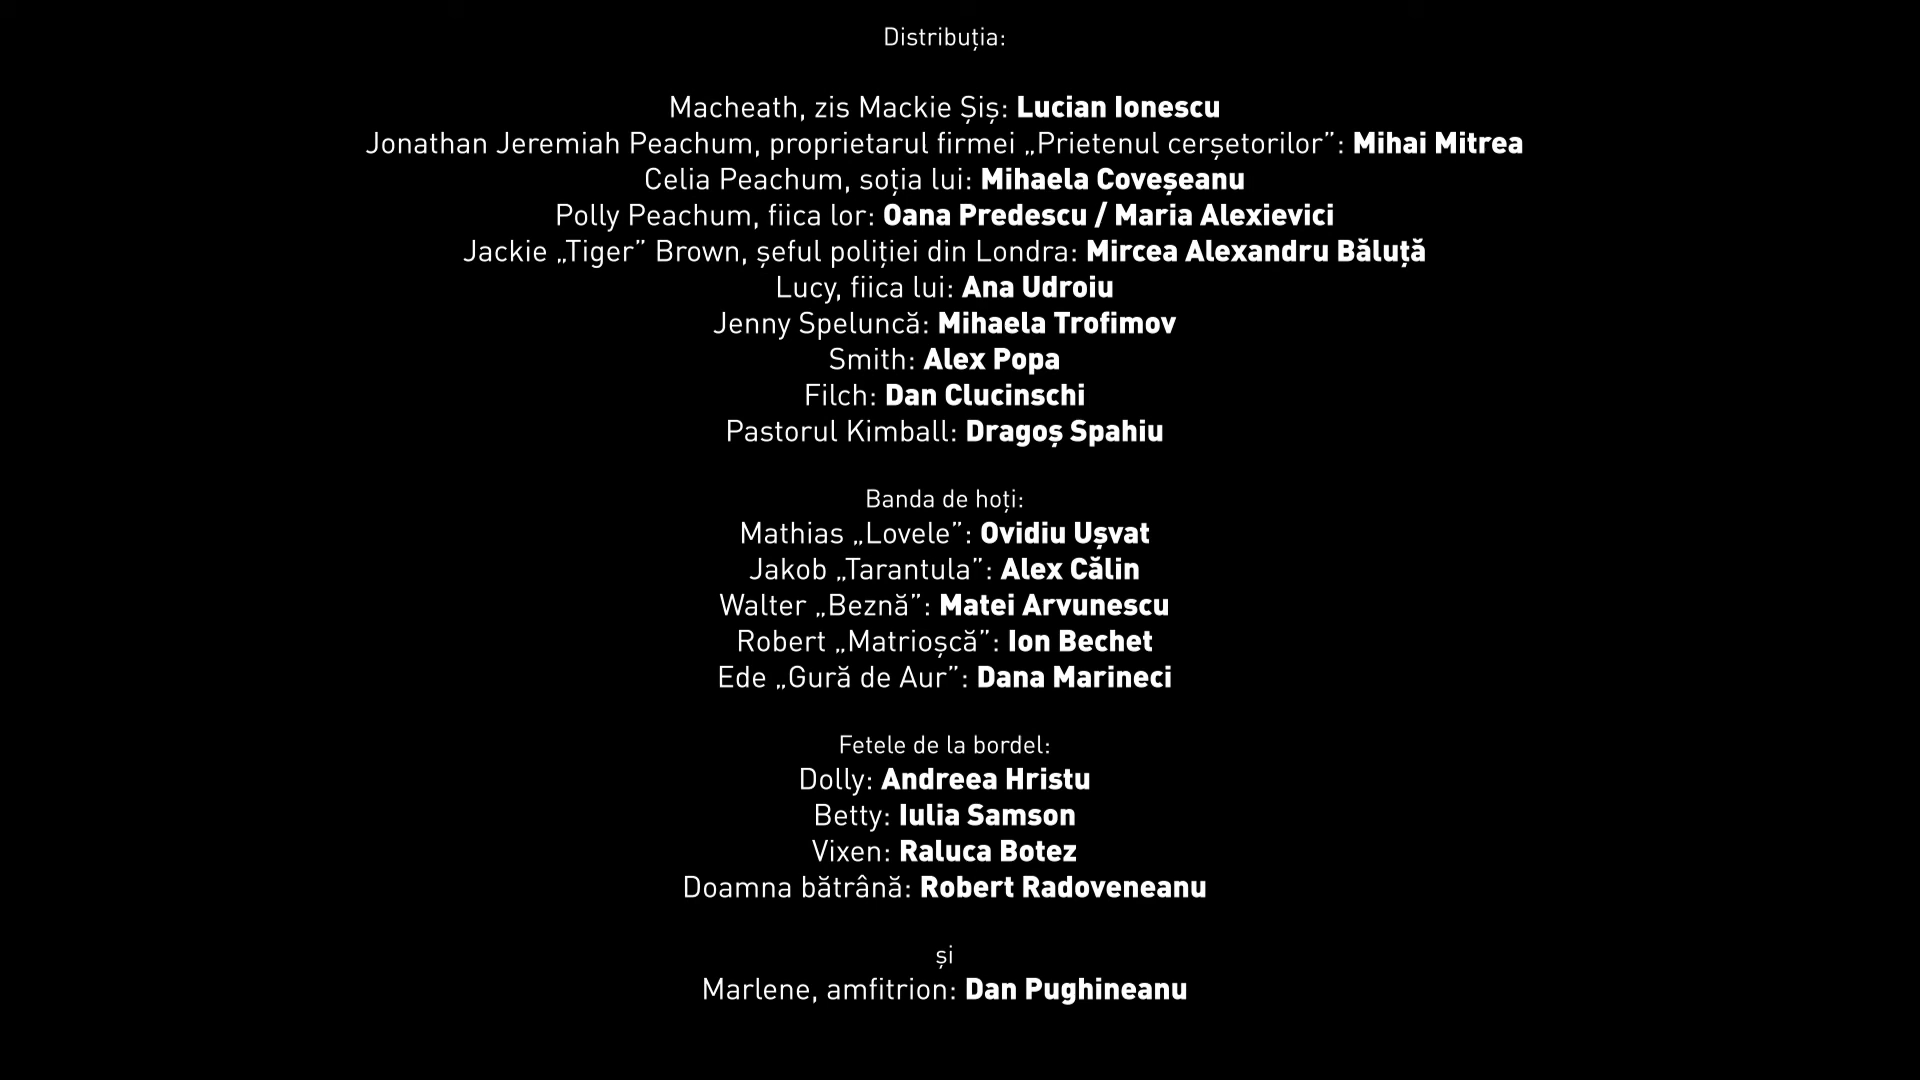 Distribuția:
Macheath, zis Mackie Șiș: Lucian Ionescu
Jonathan Jeremiah Peachum, proprietarul firmei „Prietenul cerșetorilor”: Mihai Mitrea
Celia Peachum, soția lui: Mihaela Coveșeanu
Polly Peachum, fiica lor: Oana Predescu / Maria Alexievici
Jackie „Tiger” Brown, șeful poliției din Londra: Mircea Alexandru Băluță
Lucy, fiica lui: Ana Udroiu
Jenny Speluncă: Mihaela Trofimov
Smith: Alex Popa
Filch: Dan Clucinschi
Pastorul Kimball: Dragoș Spahiu
Banda de hoți:
Mathias „Lovele”: Ovidiu Ușvat
Jakob „Tarantula”: Alex Călin
Walter „Beznă”: Matei Arvunescu
Robert „Matrioșcă”: Ion Bechet
Ede „Gură de Aur”: Dana Marineci
Fetele de la bordel:
Dolly: Andreea Hristu
Betty: Iulia Samson
Vixen: Raluca Botez
Doamna bătrână: Robert Radoveneanu
și
Marlene, amfitrion: Dan Pughineanu